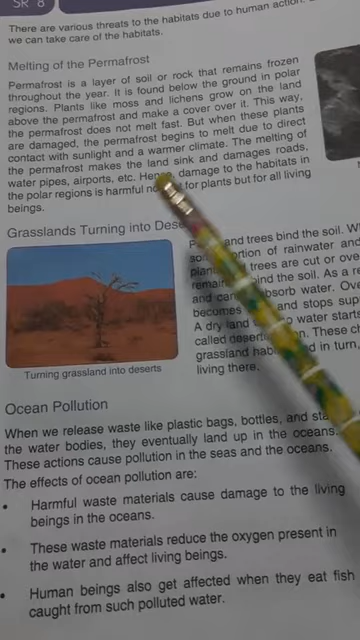 SR 8
There are various threats to the habitats due to human action.
we can take care of the habitats.
Melting of the Permafrost
Permafrost is a layer of soil or rock that remains frozen
throughout the year. It is found below the ground in polar
regions. Plants like moss and lichens grow on the land
above the permafrost and make a cover over it. This way,
the permafrost does not melt fast. But when these plants
are damaged, the permafrost begins to melt due to direct
contact with sunlight and a warmer climate. The melting of
the permafrost makes the land sink and damages roads,
water pipes, airports, etc. Hence, damage to the habitats in
the polar regions is harmful not for plants but for all living
beings.
Grasslands Turning into
and trees bind the soil.
of rainwater and
trees are cut or
bind the soil. As a
and absorb water.
becomes and stops
A dry land water starts
called
grassland in turn,
living there.
Turning grassland into deserts
Ocean Pollution
When we release waste like plastic bags, bottles, and
the water bodies, they eventually land up in the oceans.
These actions cause pollution in the seas and the oceans.
The effects of ocean pollution are:
• Harmful waste materials cause damage to the living
beings in the oceans.
• These waste materials reduce the oxygen present in
the water and affect living beings.
• Human beings also get affected when they eat fish
caught from such polluted water.